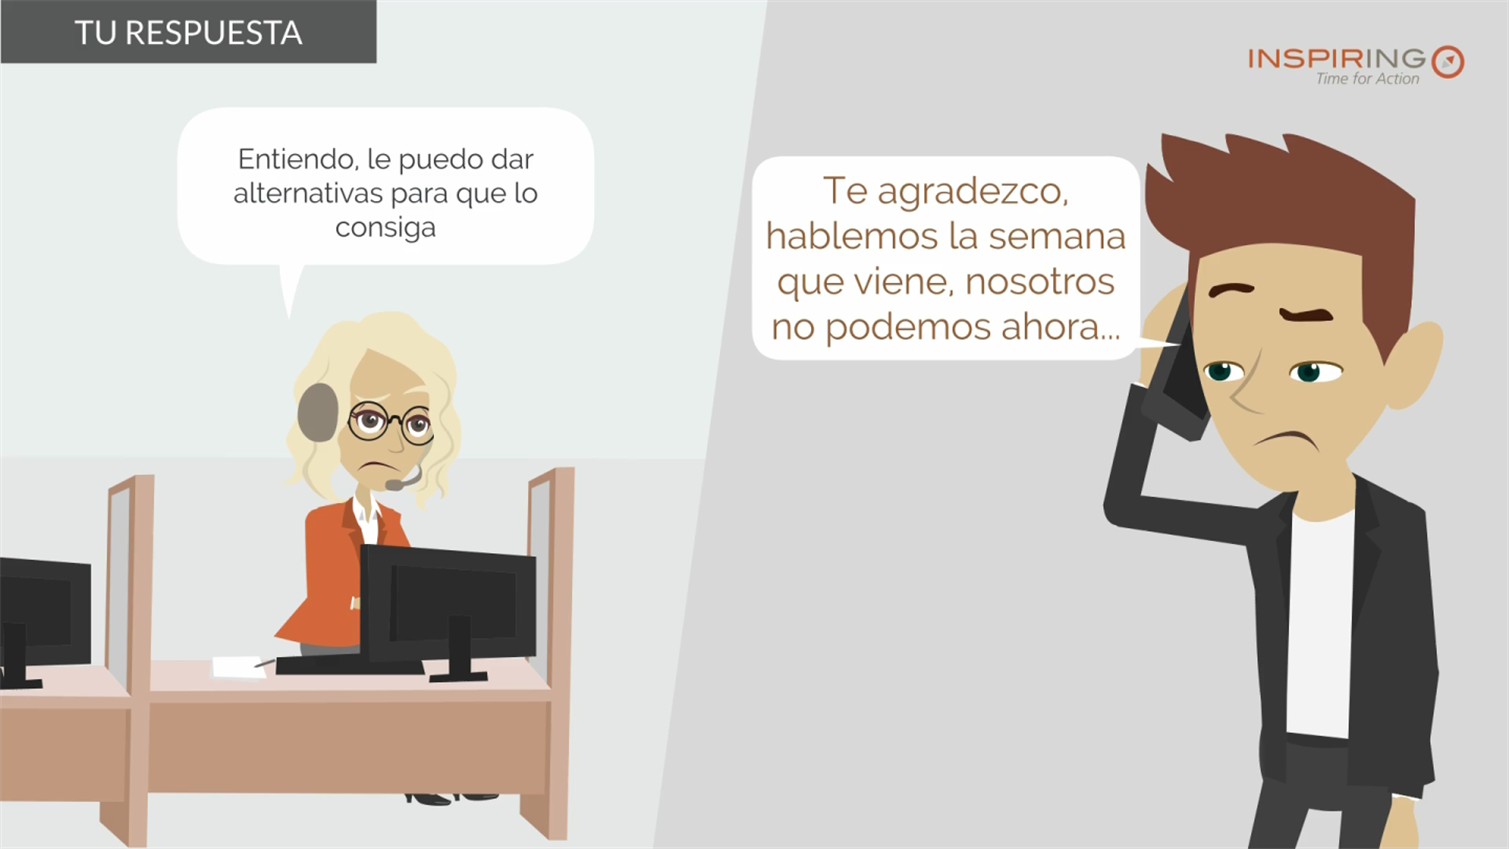 TU RESPUESTA
INSPIRING
Time for Action
Entiendo, le puedo dar
alternativas para que lo
consiga
Te agradezco,
hablemos la semana
que viene, nosotros
no podemos ahora...